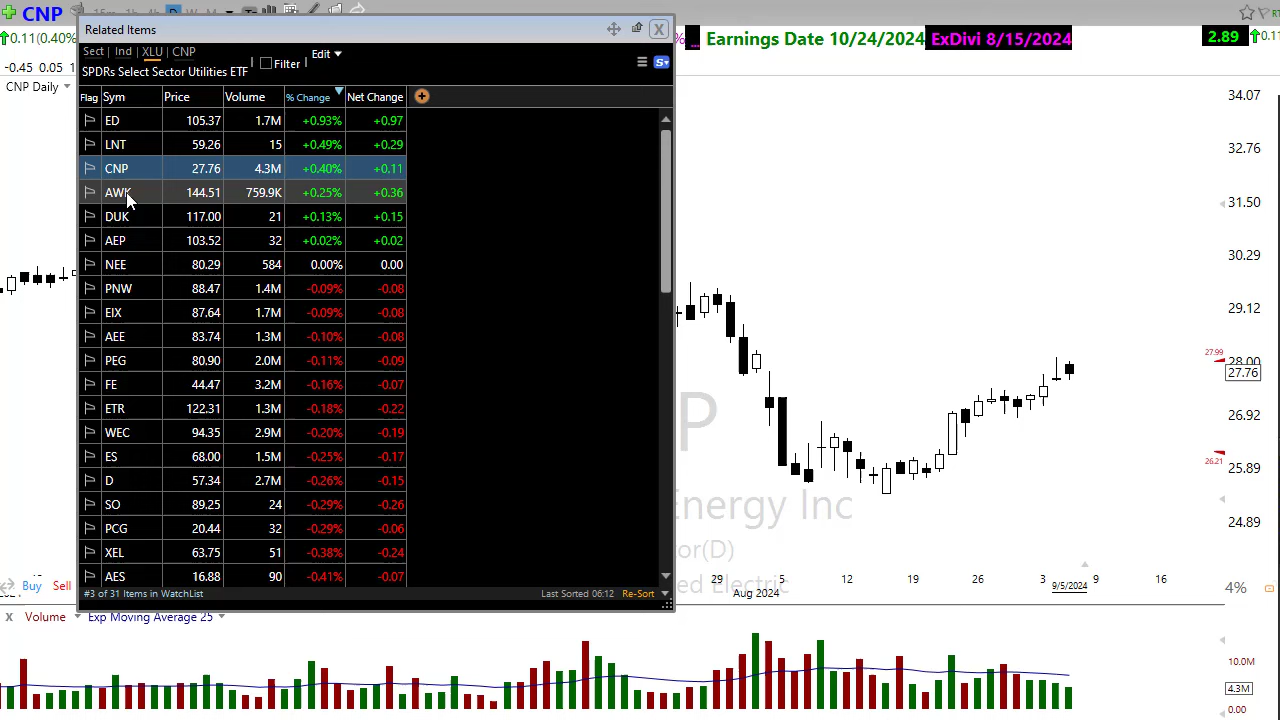 CNP
0.11(0.40%
-0.45 0.05 1
CNP Daily
Earnings Date 10/24/2024 ExDivi 8/15/2024 2.89 0.11
Related Items X
Sect Ind XLU CNP
SPDRs Select Sector Utilities ETF Filter Edit
Flag Sym Price Volume % Change Net Change
ED 105.37 1.7M +0.93% +0.97
LNT 59.26 15 +0.49% +0.29
CNP 27.76 4.3M +0.40% +0.11
AWK 144.51 759.9K +0.25% +0.36
DUK 117.00 21 +0.13% +0.15
AEP 103.52 32 +0.02% +0.02
NEE 80.29 584 0.00% 0.00
PNW 88.47 1.4M -0.09% -0.08
EIX 87.64 1.7M -0.09% -0.08
AEE 83.74 1.3M -0.10% -0.08
PEG 80.90 2.0M -0.11% -0.09
FE 44.47 3.2M -0.16% -0.07
ETR 122.31 1.3M -0.18% -0.22
WEC 94.35 2.9M -0.20% -0.19
ES 68.00 1.5M -0.25% -0.17
D 57.34 2.7M -0.26% -0.15
SO 89.25 24 -0.29% -0.26
PCG 20.44 32 -0.29% -0.06
XEL 63.75 51 -0.38% -0.24
AES 16.88 90 -0.41% -0.07
#3 of 31 Items in WatchList Last Sorted 06:12 Re-Sort
34.07
32.76
31.50
30.29
29.12
27.99
28.00
27.76
26.92
26.21
25.89
24.89
P
Energy Inc
or(D)
ed Electric
29 5 12 19 26 3 9/5/2024 9 16
Aug 2024
4%
Buy Sell
X Volume Exp Moving Average 25
10.0M
4.3M
0.00